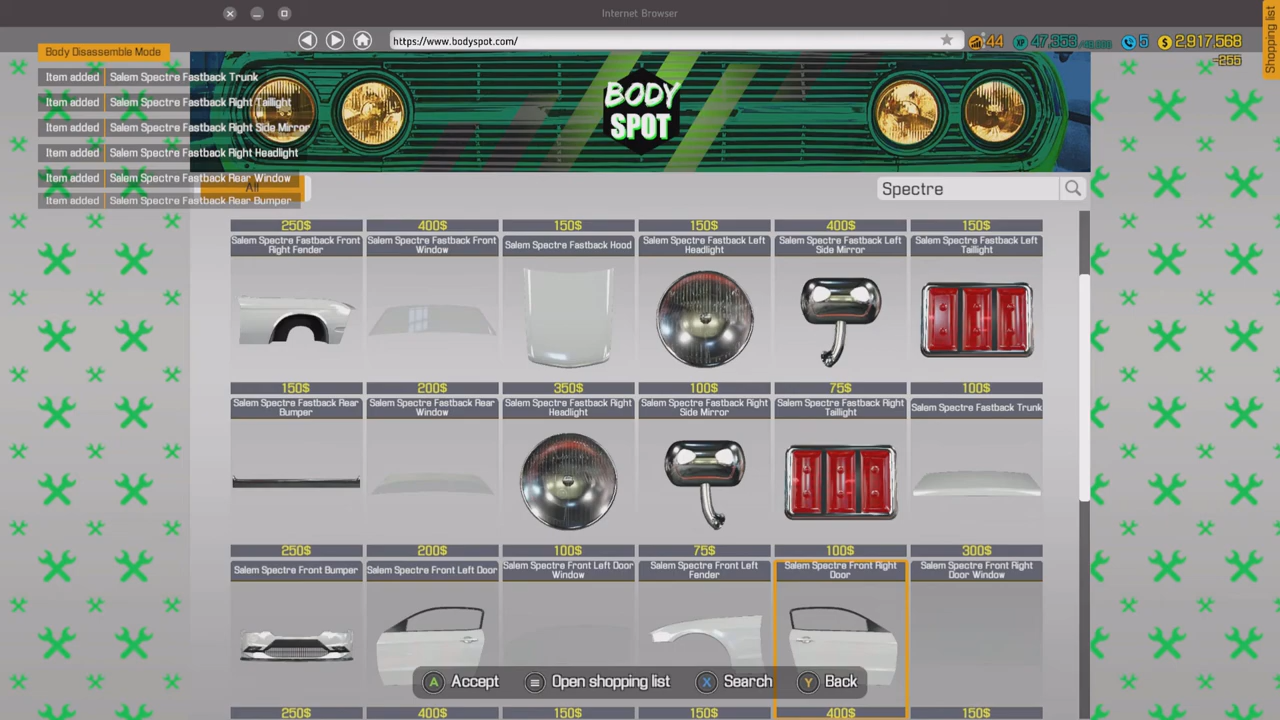 Internet Browser
https://www.bodyspot.com/
44
47,353
5
$ 2,917,568
-255
Shopping list
Body Disassemble Mode
Item added Salem Spectre Fastback Trunk
Item added Salem Spectre Fastback Right Taillight
Item added Salem Spectre Fastback Right Side Mirror
Item added Salem Spectre Fastback Right Headlight
Item added Salem Spectre Fastback Rear Window
Item added Salem Spectre Fastback Rear Bumper
BODY
SPOT
All
Spectre
250$ 400$ 150$ 150$ 400$ 150$
Salem Spectre Fastback Front
Right Fender
Salem Spectre Fastback Front
Window
Salem Spectre Fastback Hood
Salem Spectre Fastback Left
Headlight
Salem Spectre Fastback Left
Side Mirror
Salem Spectre Fastback Left
Taillight
150$ 200$ 350$ 100$ 75$ 100$
Salem Spectre Fastback Rear
Bumper
Salem Spectre Fastback Rear
Window
Salem Spectre Fastback Right
Headlight
Salem Spectre Fastback Right
Side Mirror
Salem Spectre Fastback Right
Taillight
Salem Spectre Fastback Trunk
250$ 200$ 100$ 75$ 100$ 300$
Salem Spectre Front Bumper
Salem Spectre Front Left Door
Salem Spectre Front Left Door
Window
Salem Spectre Front Left
Fender
Salem Spectre Front Right
Door
Salem Spectre Front Right
Door Window
A Accept Open shopping list X Search Y Back
250$ 400$ 150$ 150$ 400$ 150$